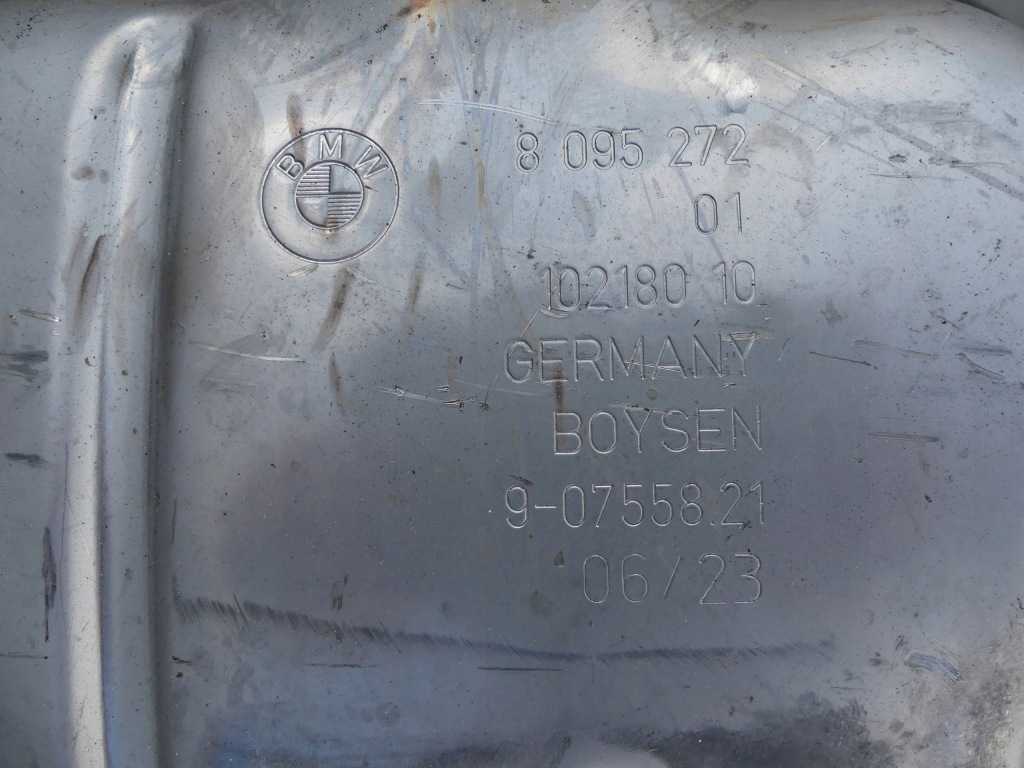 BMW
8 095 272
01
102180 10
GERMANY
BOYSEN
9-07558.21
06/23